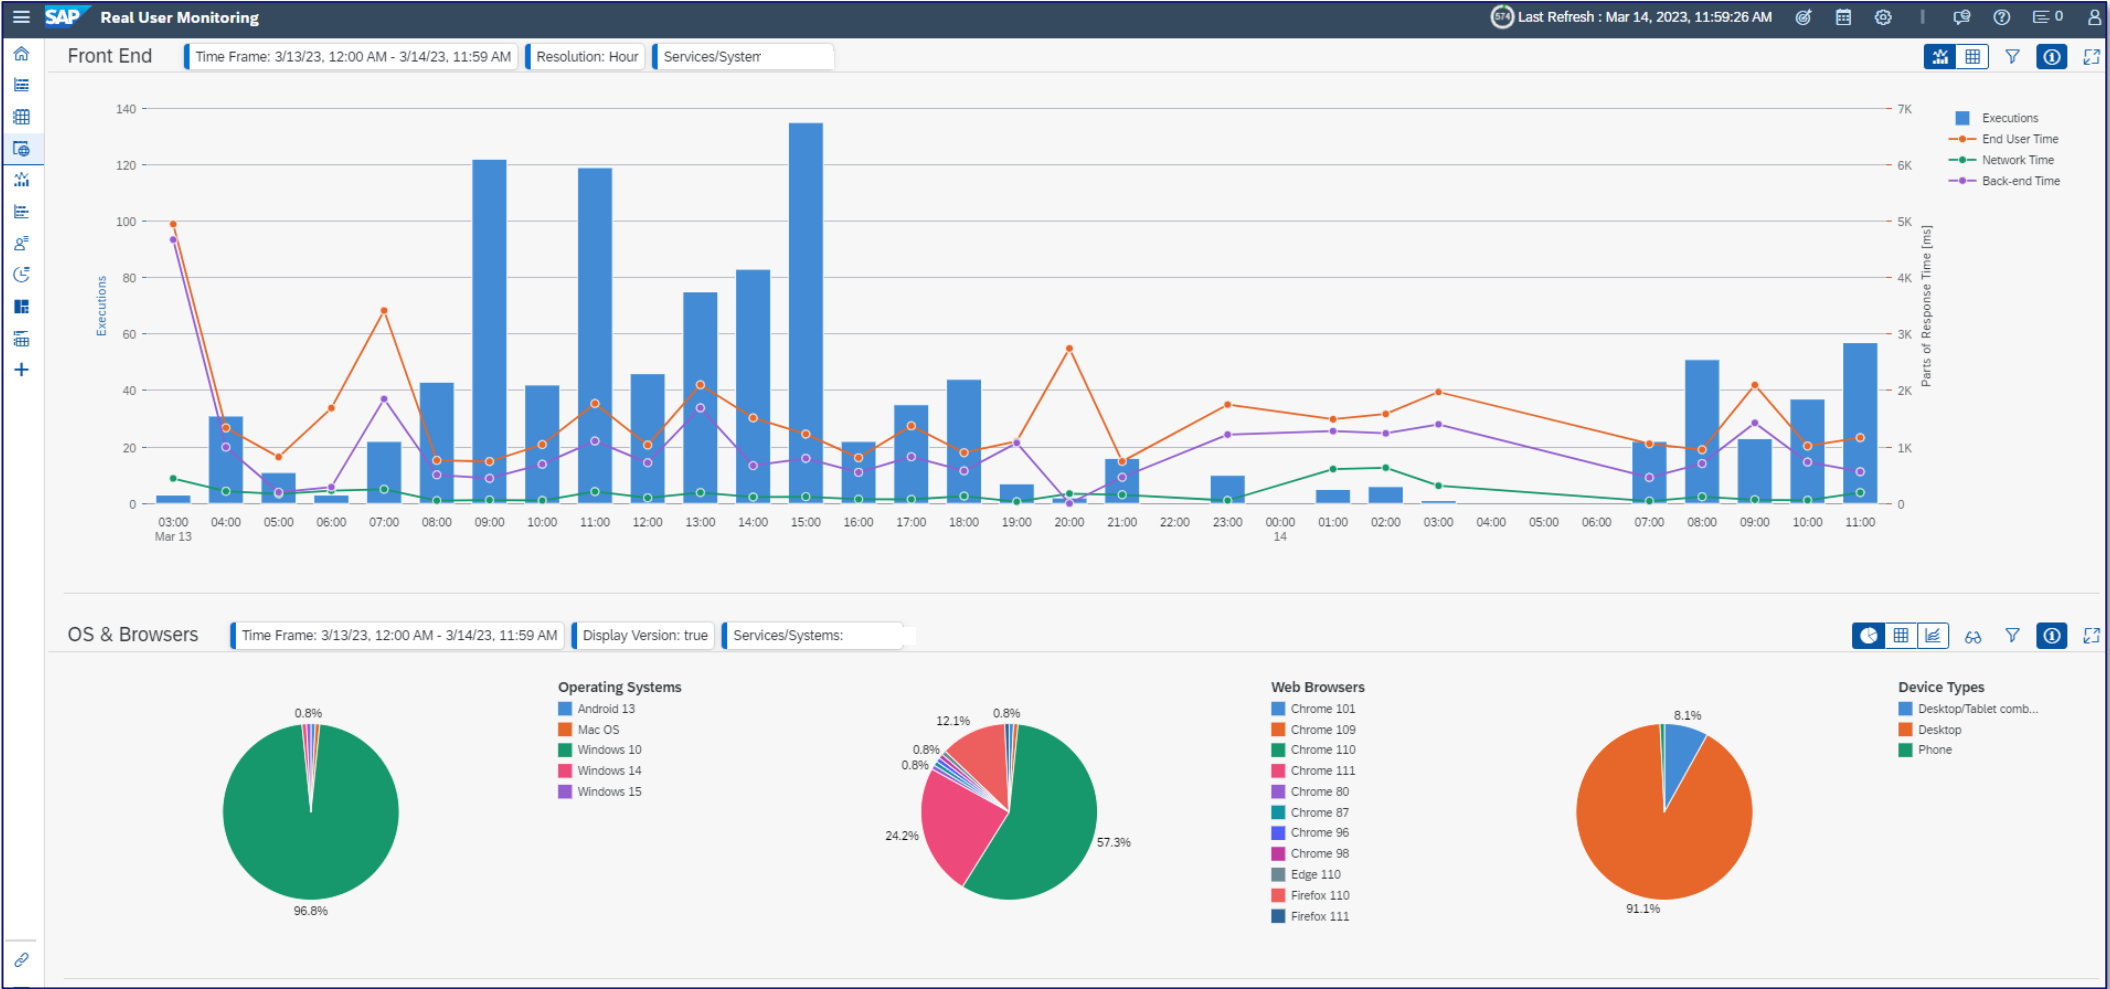 SAP Real User Monitoring
574 Last Refresh : Mar 14, 2023, 11:59:26 AM
0
Front End
Time Frame: 3/13/23, 12:00 AM - 3/14/23, 11:59 AM
Resolution: Hour
Services/System
140
120
100
80
60
40
20
0
Executions
7K
6K
5K
4K
3K
2K
1K
0
Parts of Response Time [ms]
Executions
End User Time
Network Time
Back-end Time
03:00 04:00 05:00 06:00 07:00 08:00 09:00 10:00 11:00 12:00 13:00 14:00 15:00 16:00 17:00 18:00 19:00 20:00 21:00 22:00 23:00 00:00 01:00 02:00 03:00 04:00 05:00 06:00 07:00 08:00 09:00 10:00 11:00
Mar 13 14
OS & Browsers
Time Frame: 3/13/23, 12:00 AM - 3/14/23, 11:59 AM
Display Version: true
Services/Systems:
0.8%
96.8%
Operating Systems
Android 13
Mac OS
Windows 10
Windows 14
Windows 15
12.1%
0.8%
0.8%
0.8%
24.2%
57.3%
Web Browsers
Chrome 101
Chrome 109
Chrome 110
Chrome 111
Chrome 80
Chrome 87
Chrome 96
Chrome 98
Edge 110
Firefox 110
Firefox 111
8.1%
91.1%
Device Types
Desktop/Tablet comb...
Desktop
Phone